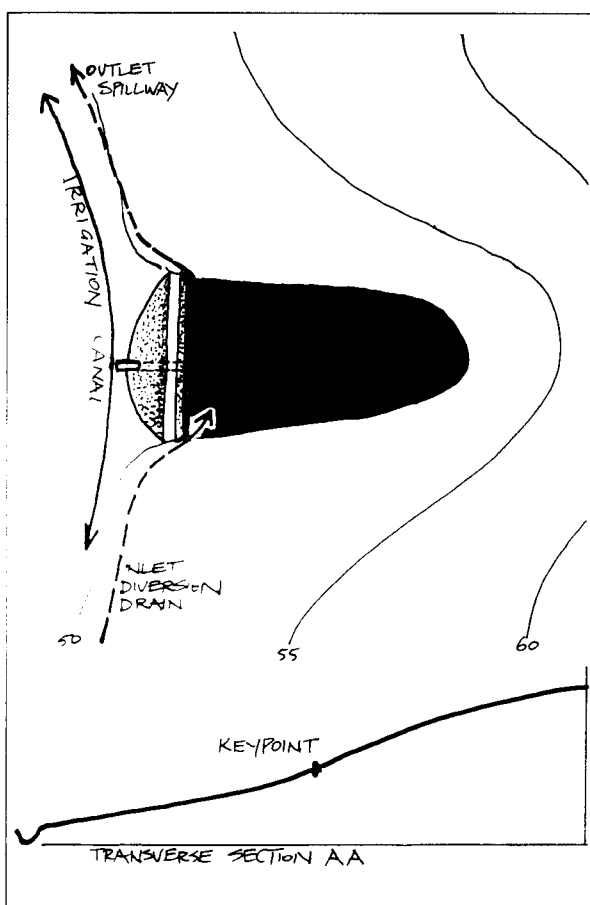 OUTLET
SPILLWAY
IRRIGATION CANAL
INLET
DIVERSION
DRAIN
50
55
60
KEYPOINT
TRANSVERSE SECTION AA